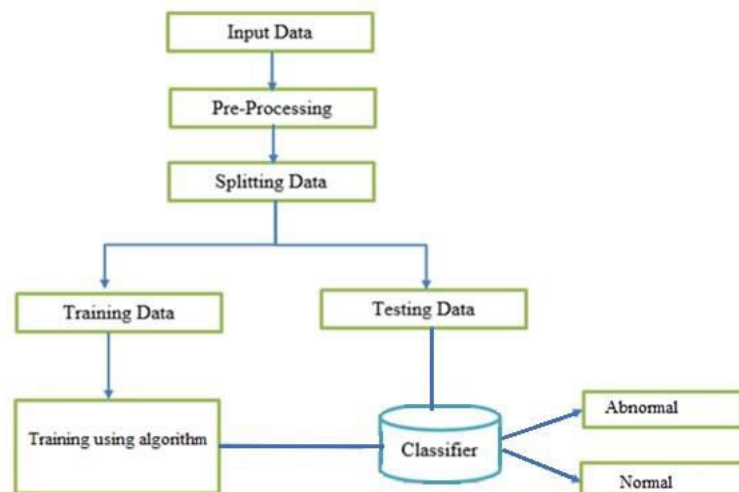 Input Data
Pre-Processing
Splitting Data
Training Data
Testing Data
Training using algorithm
Classifier
Abnormal
Normal